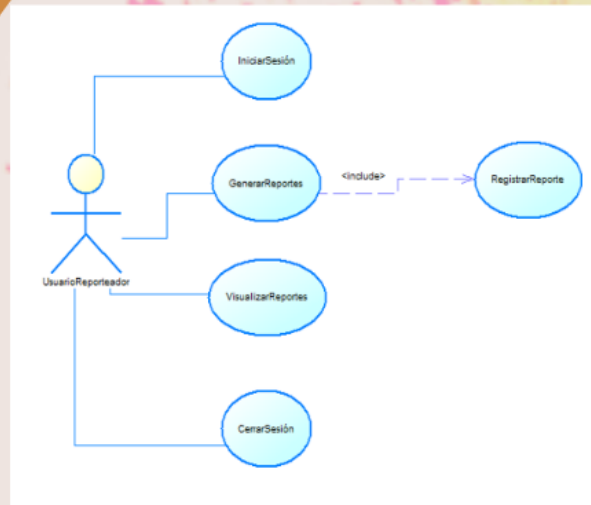 IniciarSesión
GenerarReportes
<include>
RegistrarReporte
UsuarioReporteador
VisualizarReportes
CerrarSesión